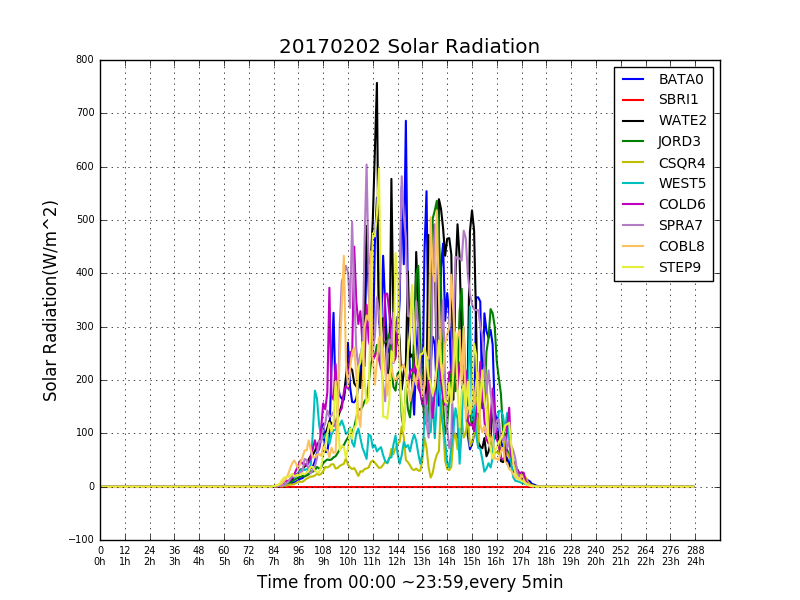 20170202 Solar Radiation
800
700
600
500
400
300
200
100
0
−100
Solar Radiation(W/m^2)
BATA0
SBRI1
WATE2
JORD3
CSQR4
WEST5
COLD6
SPRA7
COBL8
STEP9
0 12 24 36 48 60 72 84 96 108 120 132 144 156 168 180 192 204 216 228 240 252 264 276 288
0h 1h 2h 3h 4h 5h 6h 7h 8h 9h 10h 11h 12h 13h 14h 15h 16h 17h 18h 19h 20h 21h 22h 23h 24h
Time from 00:00 ~23:59,every 5min